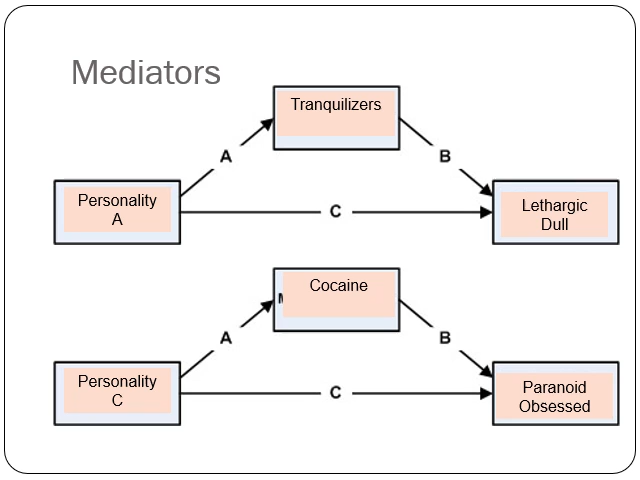 Mediators
Tranquilizers
A
B
Personality
A
C
Lethargic
Dull
Cocaine
A
B
Personality
C
C
Paranoid
Obsessed